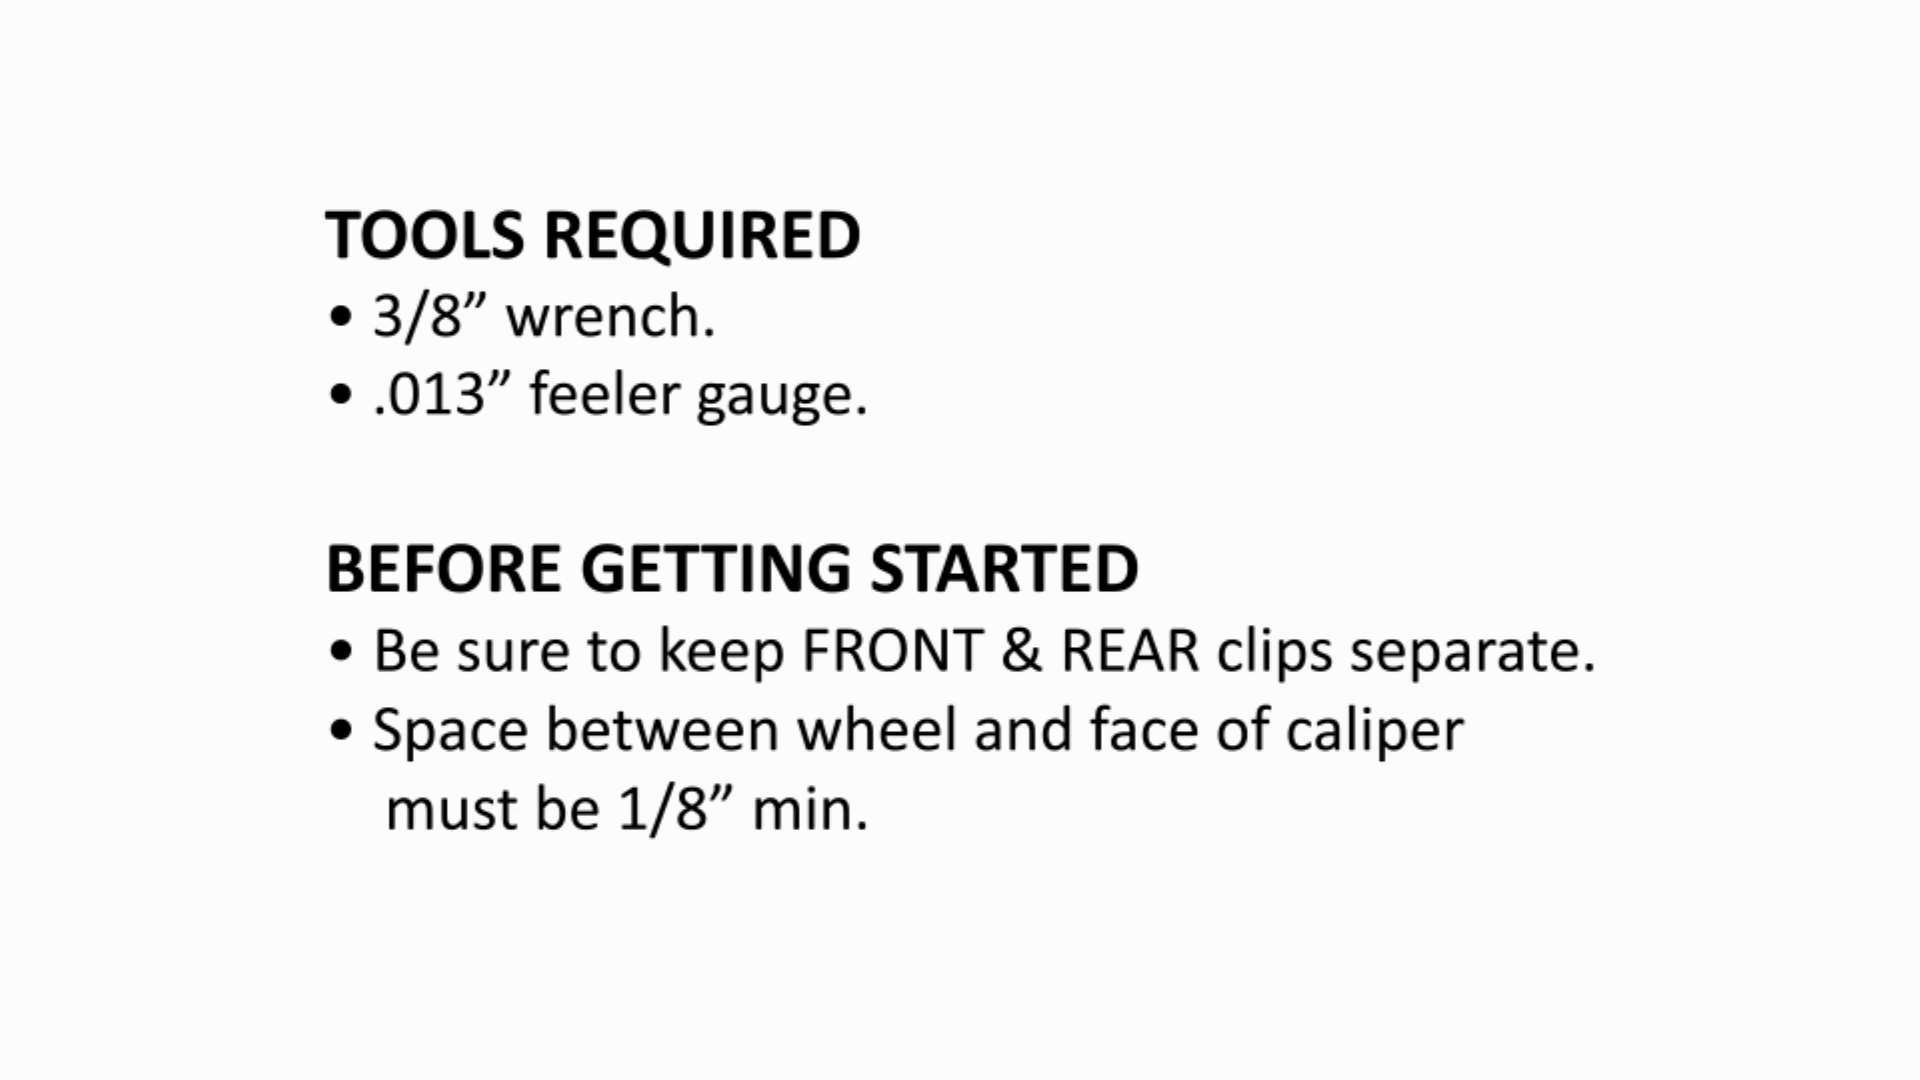 TOOLS REQUIRED
• 3/8” wrench.
• .013” feeler gauge.
BEFORE GETTING STARTED
• Be sure to keep FRONT & REAR clips separate.
• Space between wheel and face of caliper
must be 1/8” min.